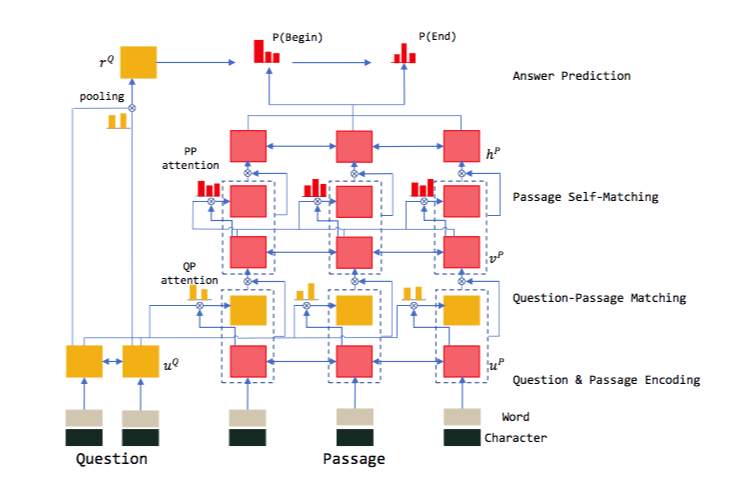 P(Begin)
P(End)
r^Q
Answer Prediction
pooling
PP
attention
h^P
Passage Self-Matching
v^P
QP
attention
Question-Passage Matching
u^Q
u^P
Question & Passage Encoding
Word
Character
Question
Passage